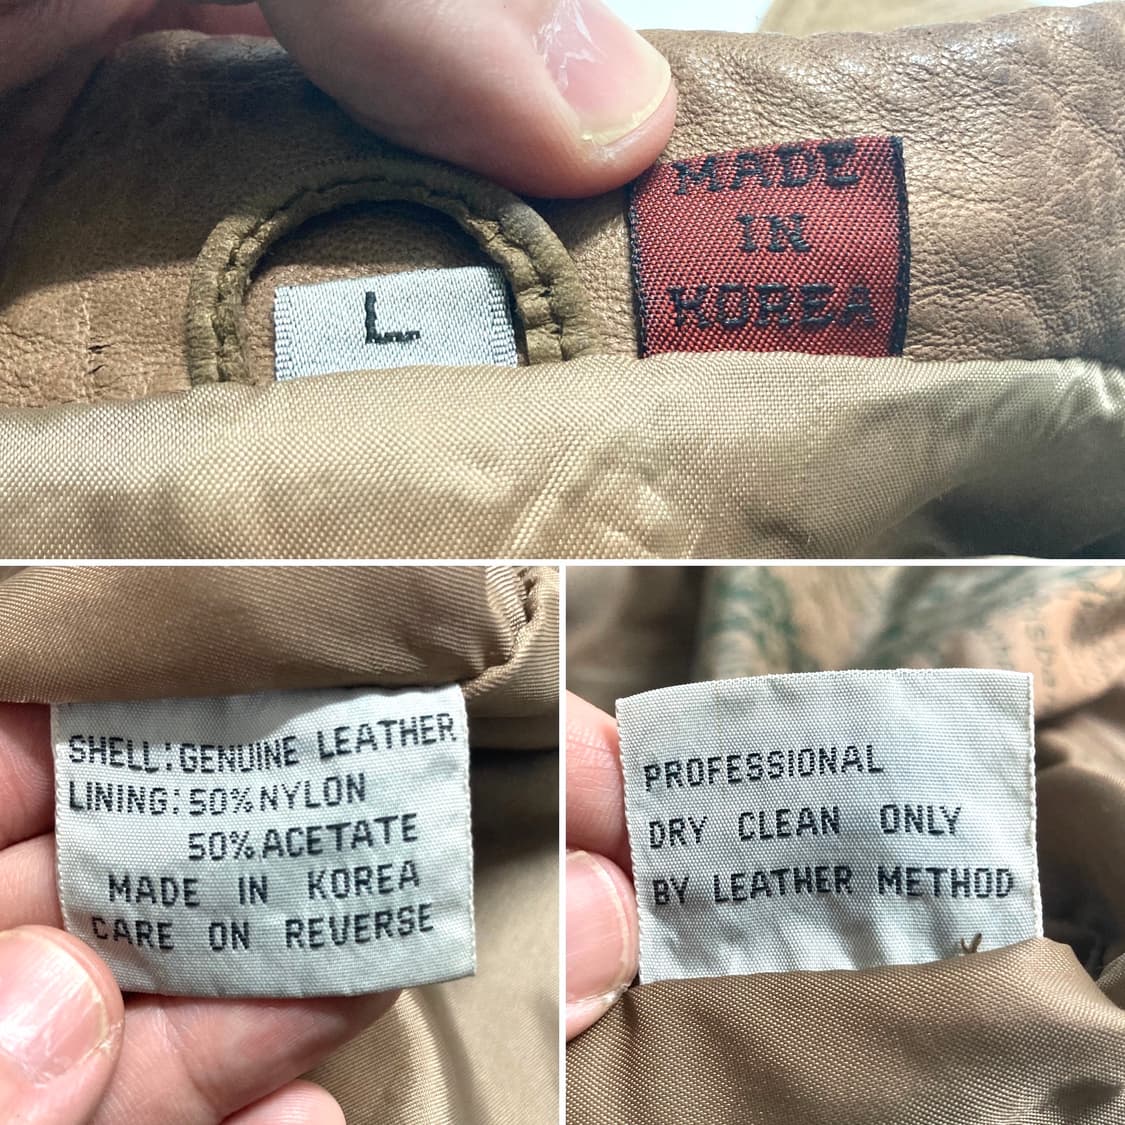 L
MADE
IN
KOREA
SHELL:GENUINE LEATHER
LINING:50%NYLON
50%ACETATE
MADE IN KOREA
CARE ON REVERSE
PROFESSIONAL
DRY CLEAN ONLY
BY LEATHER METHOD